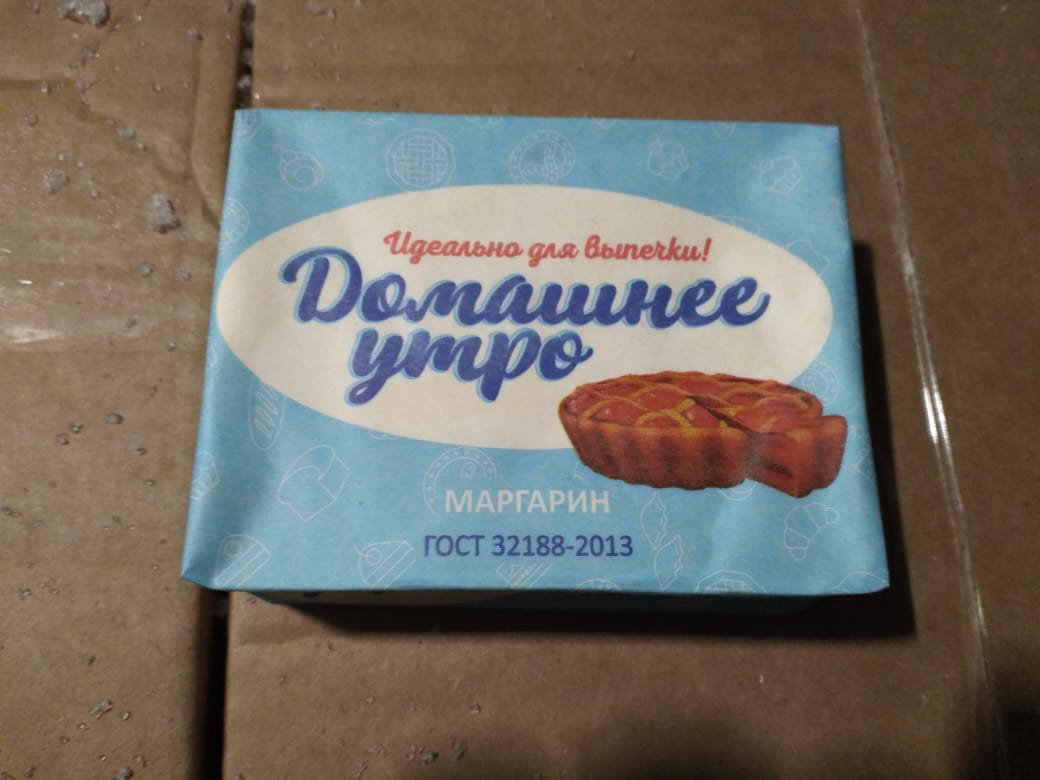 Идеально для выпечки!
Домашнее
утро
МАРГАРИН
ГОСТ 32188-2013